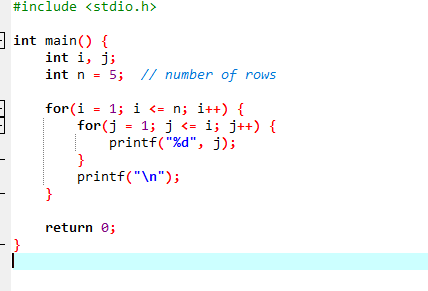 #include <stdio.h>
int main() {
    int i, j;
    int n = 5;  // number of rows
    for(i = 1; i <= n; i++) {
        for(j = 1; j <= i; j++) {
            printf("%d", j);
        }
        printf("\n");
    }
    return 0;
}